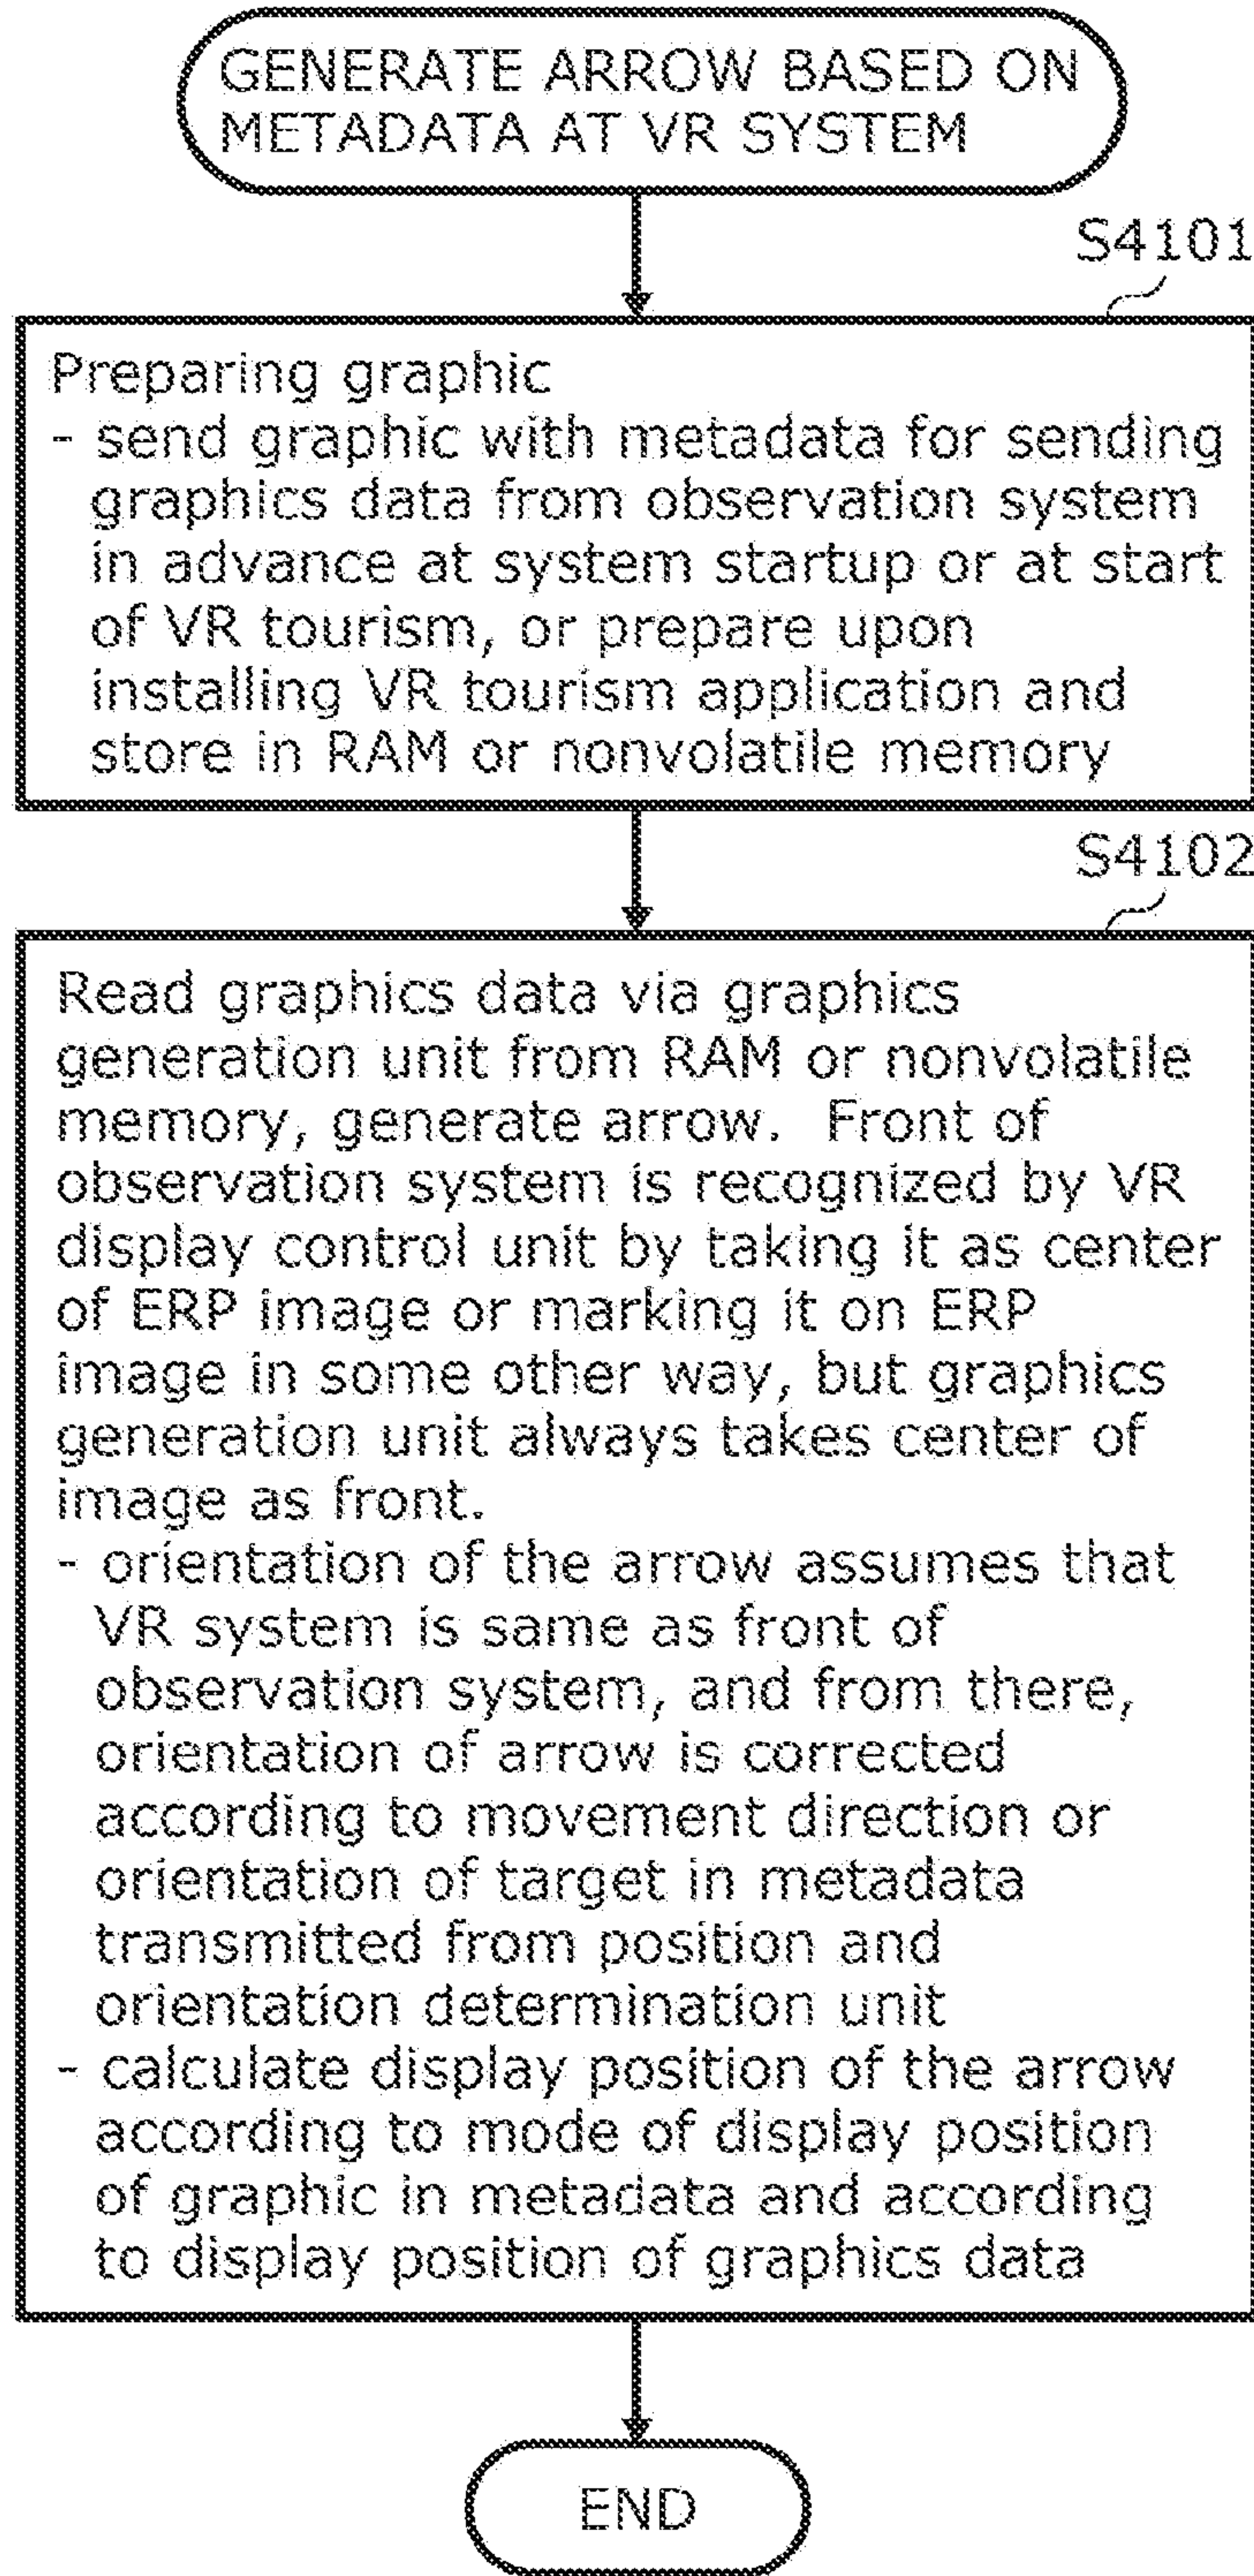 GENERATE ARROW BASED ON
METADATA AT VR SYSTEM
S4101
Preparing graphic
- send graphic with metadata for sending
graphics data from observation system
in advance at system startup or at start
of VR tourism, or prepare upon
installing VR tourism application and
store in RAM or nonvolatile memory
S4102
Read graphics data via graphics
generation unit from RAM or nonvolatile
memory, generate arrow.  Front of
observation system is recognized by VR
display control unit by taking it as center
of ERP image or marking it on ERP
image in some other way, but graphics
generation unit always takes center of
image as front.
- orientation of the arrow assumes that
VR system is same as front of
observation system, and from there,
orientation of arrow is corrected
according to movement direction or
orientation of target in metadata
transmitted from position and
orientation determination unit
- calculate display position of the arrow
according to mode of display position
of graphic in metadata and according
to display position of graphics data
END